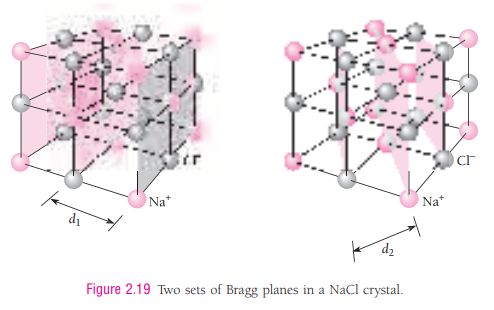 Cl⁻
Na⁺
Na⁺
d₁
d₂
Figure 2.19 Two sets of Bragg planes in a NaCl crystal.